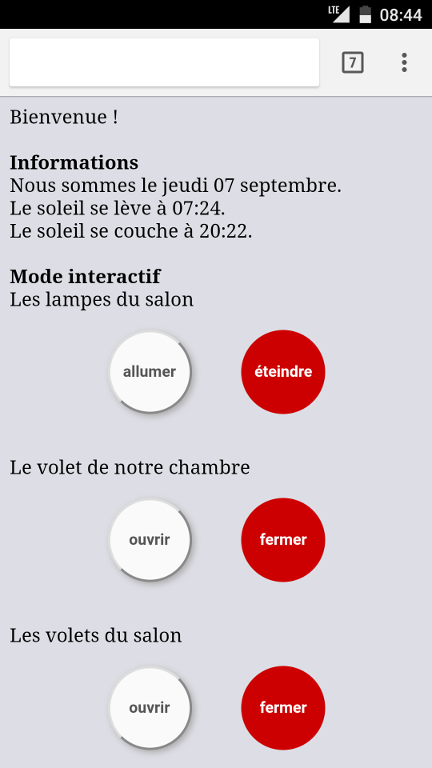 LTE 08:44
7
Bienvenue !
Informations
Nous sommes le jeudi 07 septembre.
Le soleil se lève à 07:24.
Le soleil se couche à 20:22.
Mode interactif
Les lampes du salon
allumer éteindre
Le volet de notre chambre
ouvrir fermer
Les volets du salon
ouvrir fermer